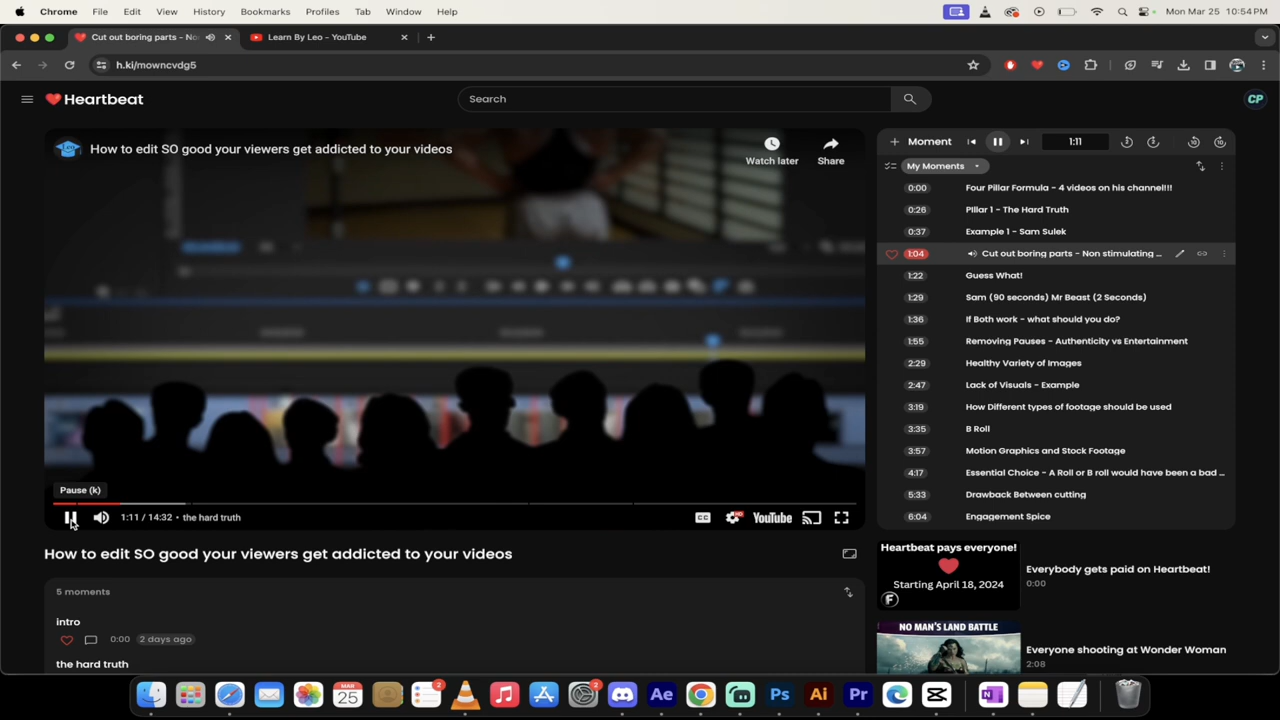 Chrome File Edit View History Bookmarks Profiles Tab Window Help
Mon Mar 25 10:54 PM
Cut out boring parts - No
Learn By Leo - YouTube
h.ki/mowncvdg5
Heartbeat
Search
CP
How to edit SO good your viewers get addicted to your videos
Watch later
Share
Pause (k)
1:11 / 14:32 • the hard truth
CC
HD
YouTube
How to edit SO good your viewers get addicted to your videos
5 moments
intro
0:00 2 days ago
the hard truth
Moment
1:11
My Moments
0:00 Four Pillar Formula - 4 videos on his channel!!!
0:26 PIllar 1 - The Hard Truth
0:37 Example 1 - Sam Sulek
1:04 Cut out boring parts - Non stimulating ...
1:22 Guess What!
1:29 Sam (90 seconds) Mr Beast (2 Seconds)
1:36 If Both work - what should you do?
1:55 Removing Pauses - Authenticity vs Entertainment
2:29 Healthy Variety of Images
2:47 Lack of Visuals - Example
3:19 How Different types of footage should be used
3:35 B Roll
3:57 Motion Graphics and Stock Footage
4:17 Essential Choice - A Roll or B roll would have been a bad ...
5:33 Drawback Between cutting
6:04 Engagement Spice
Heartbeat pays everyone!
Starting April 18, 2024
F
Everybody gets paid on Heartbeat!
0:00
NO MAN'S LAND BATTLE
Everyone shooting at Wonder Woman
2:08
MAR
25
2
2
Ae
Ps
Ai
Pr
N